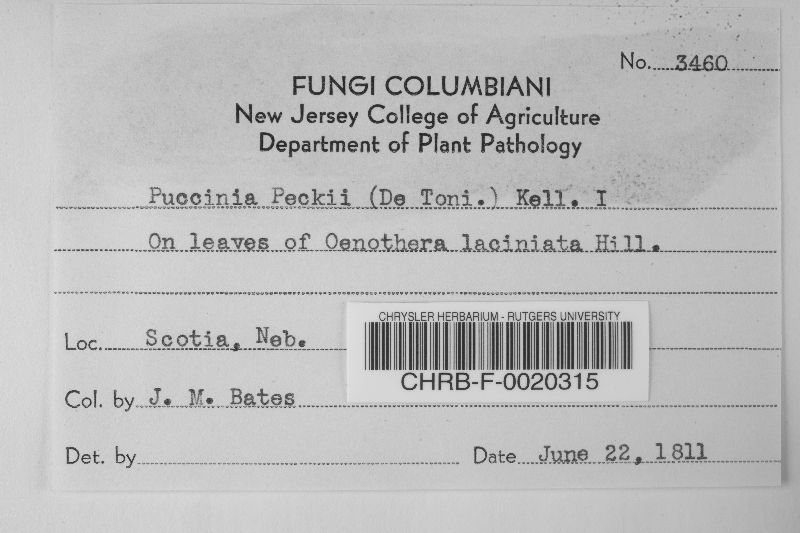 No. 3460
FUNGI COLUMBIANI
New Jersey College of Agriculture
Department of Plant Pathology
Puccinia Peckii (De Toni.) Kell. I
On leaves of Oenothera laciniata Hill.
Loc. Scotia, Neb.
CHRYSLER HERBARIUM - RUTGERS UNIVERSITY
CHRB-F-0020315
Col. by J. M. Bates
Det. by
Date June 22, 1811